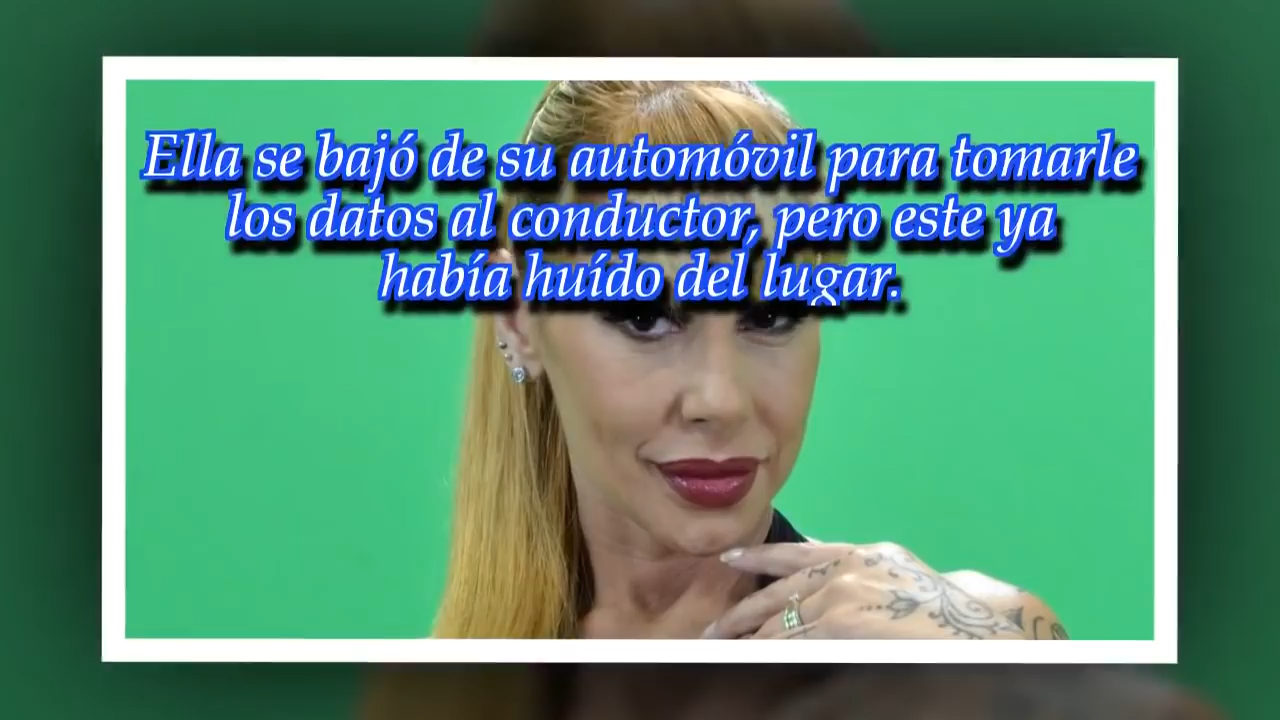 Ella se bajó de su automóvil para tomarle
los datos al conductor, pero este ya
había huído del lugar.